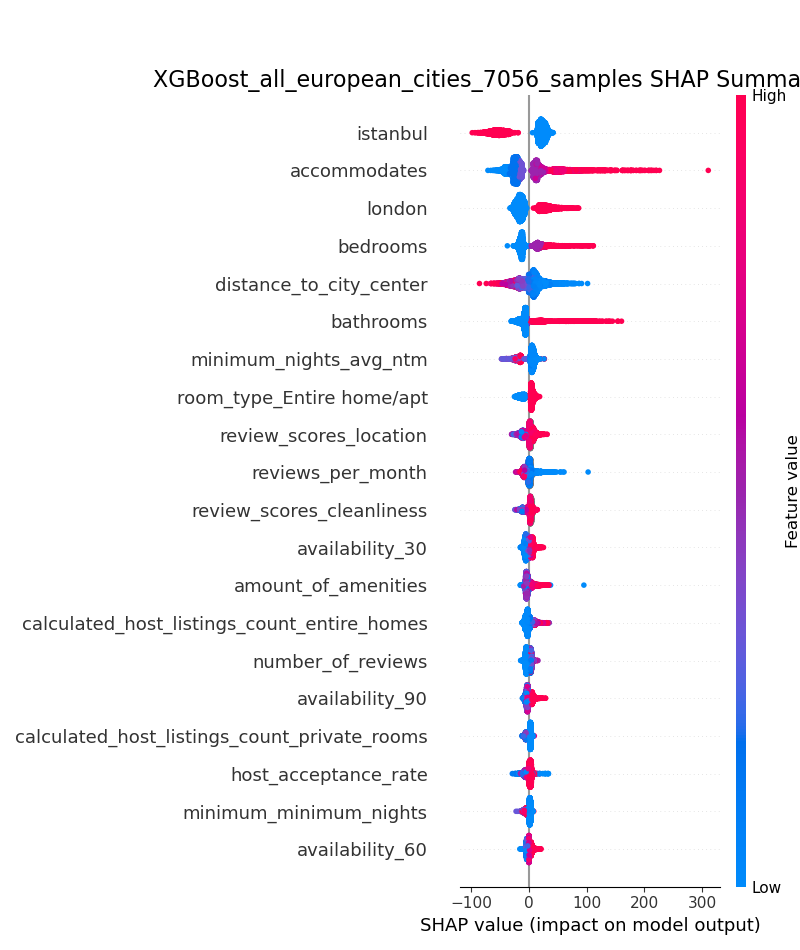 XGBoost_all_european_cities_7056_samples SHAP Summa
High
istanbul
accommodates
london
bedrooms
distance_to_city_center
bathrooms
minimum_nights_avg_ntm
room_type_Entire home/apt
review_scores_location
reviews_per_month
review_scores_cleanliness
availability_30
amount_of_amenities
calculated_host_listings_count_entire_homes
number_of_reviews
availability_90
calculated_host_listings_count_private_rooms
host_acceptance_rate
minimum_minimum_nights
availability_60
Feature value
Low
−100 0 100 200 300
SHAP value (impact on model output)